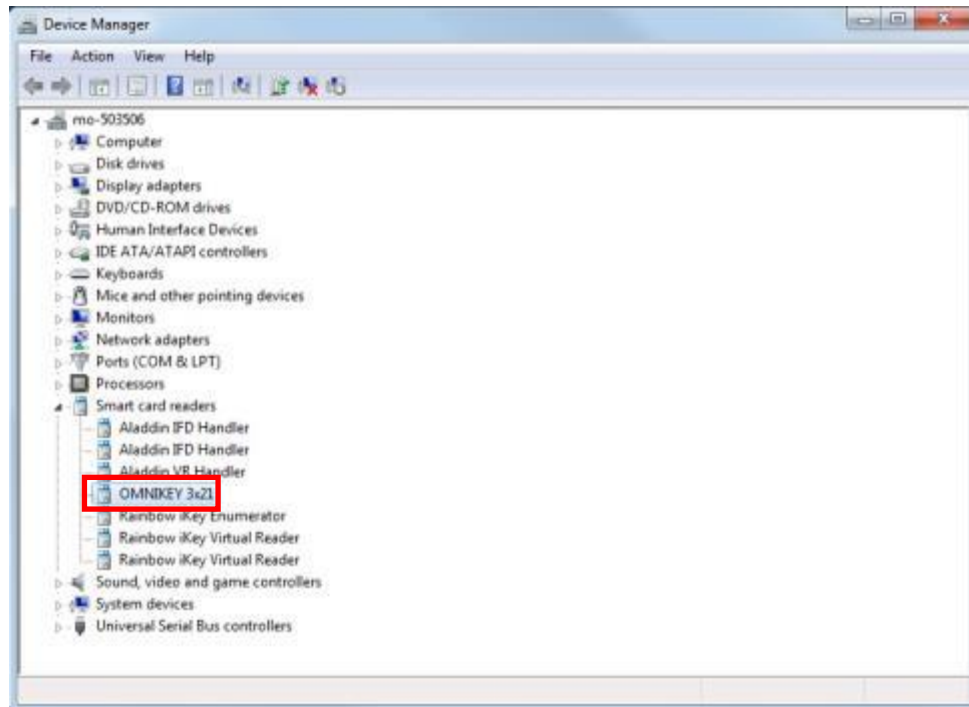 Device Manager
File Action View Help
mo-503506
Computer
Disk drives
Display adapters
DVD/CD-ROM drives
Human Interface Devices
IDE ATA/ATAPI controllers
Keyboards
Mice and other pointing devices
Monitors
Network adapters
Ports (COM & LPT)
Processors
Smart card readers
Aladdin IFD Handler
Aladdin IFD Handler
Aladdin VR Handler
OMNIKEY 3x21
Rainbow iKey Enumerator
Rainbow iKey Virtual Reader
Rainbow iKey Virtual Reader
Sound, video and game controllers
System devices
Universal Serial Bus controllers